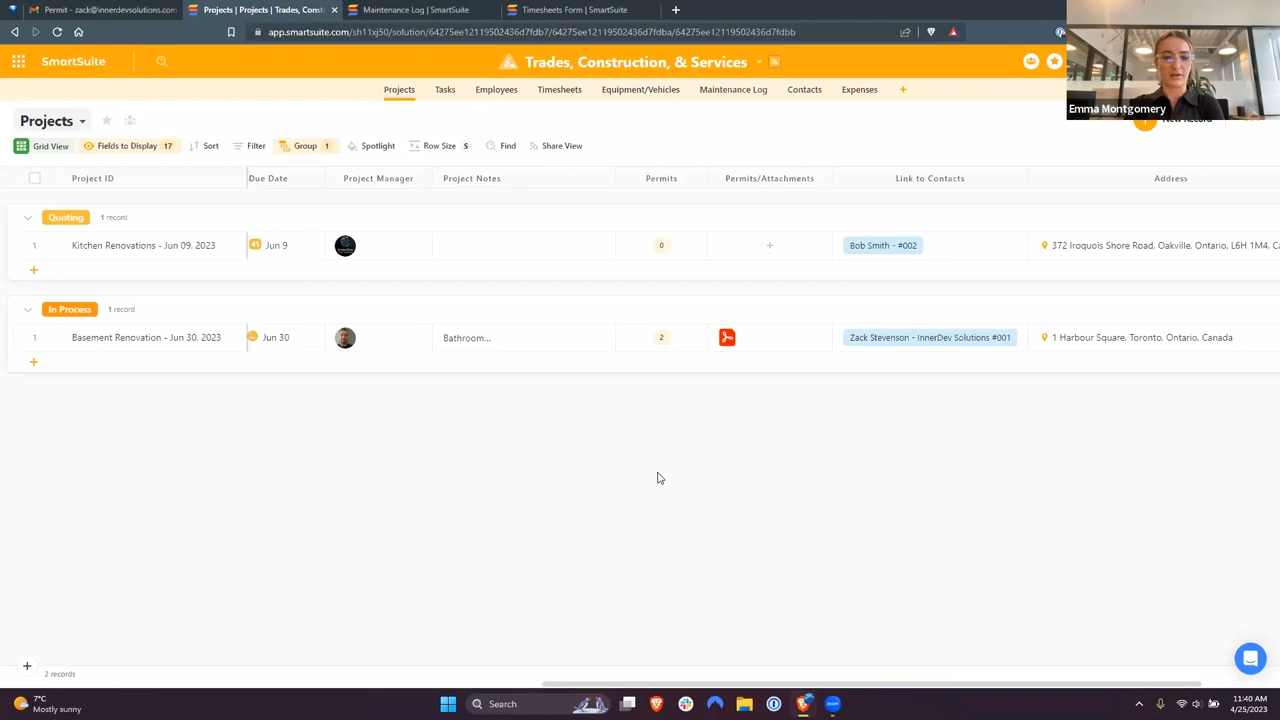 Permit - zack@innerdevsolutions.com
Projects | Projects | Trades, Const
Maintenance Log | SmartSuite
Timesheets Form | SmartSuite
app.smartsuite.com/sh11xj50/solution/64275ee12119502436d7fdb7/64275ee12119502436d7fdba/64275ee12119502436d7fdbb
SmartSuite
Trades, Construction, & Services
Projects Tasks Employees Timesheets Equipment/Vehicles Maintenance Log Contacts Expenses
Emma Montgomery
Projects
New Record
Grid View Fields to Display 17 Sort Filter Group 1 Spotlight Row Size S Find Share View
Project ID Due Date Project Manager Project Notes Permits Permits/Attachments Link to Contacts Address
Quoting 1 record
1 Kitchen Renovations - Jun 09, 2023 45 Jun 9 0 Bob Smith - #002 372 Iroquois Shore Road, Oakville, Ontario, L6H 1M4, Ca
In Process 1 record
1 Basement Renovation - Jun 30, 2023 Jun 30 Bathroom... 2 Zack Stevenson - InnerDev Solutions #001 1 Harbour Square, Toronto, Ontario, Canada
2 records
7°C
Mostly sunny
Search
11:40 AM
4/25/2023